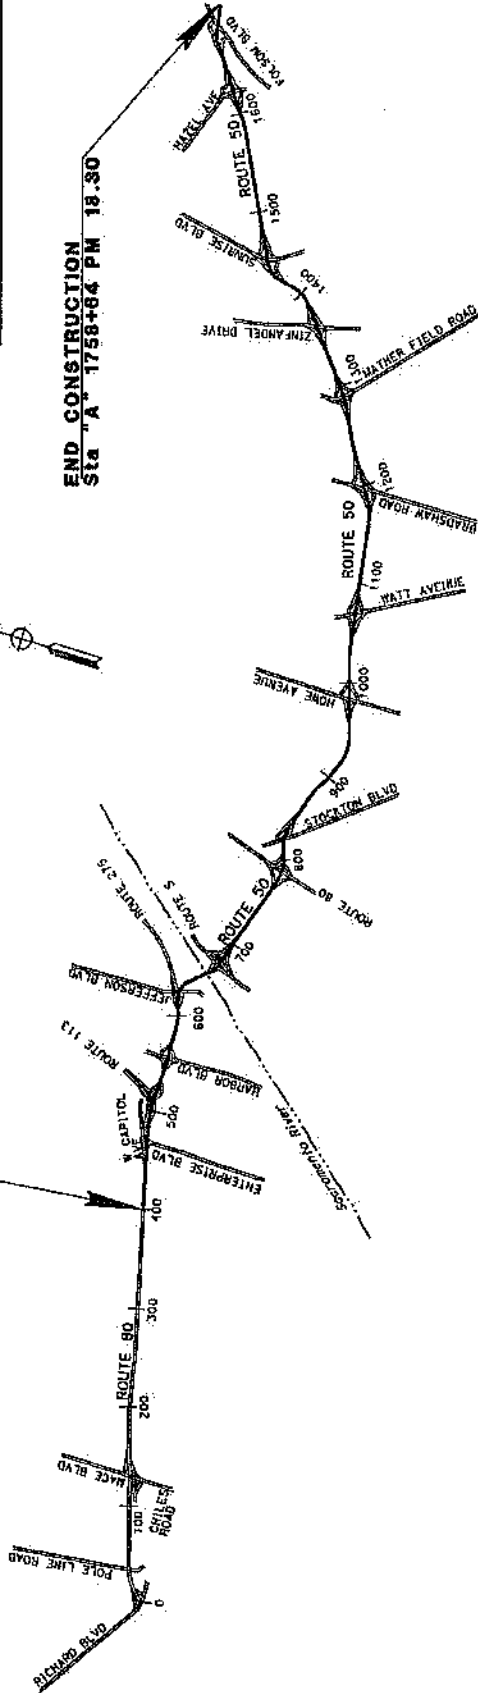 END CONSTRUCTION
Sta "A" 1758+64 PM 18.30
FOLSOM BLVD
HAZEL AVE
1600
ROUTE 50
1500
SUNRISE BLVD
1400
ZINFANDEL DRIVE
1300
MATHER FIELD ROAD
1200
BRADSHAW ROAD
ROUTE 50
1100
WATT AVENUE
1000
HOWE AVENUE
900
STOCKTON BLVD
800
ROUTE 80
ROUTE 50
700
ROUTE 5
ROUTE 275
JEFFERSON BLVD
600
HARBOR BLVD
ROUTE 113
500
W CAPITOL
AVE
ENTERPRISE BLVD
Sacramento River
400
300
ROUTE 80
200
MACE BLVD
100
CHILES
ROAD
POLE LINE ROAD
0
RICHARD BLVD